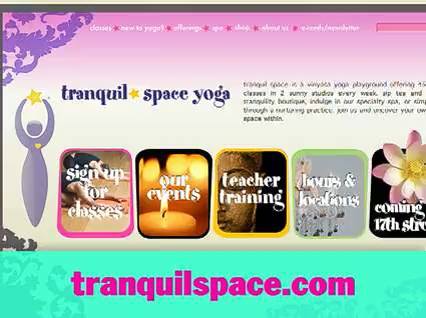 classes ★ new to yoga? ★ offerings ★ spa ★ shop ★ about us ★ e-news/newsletter
tranquil ★ space yoga
tranquil space is a vinyasa yoga playground offering
classes in 2 sunny studios every week. sip tea and
tranquility boutique, indulge in our specialty spa, or
through a nurturing practice. join us and uncover your
space within.
sign up for classes
our events
teacher training
hours & locations
coming
17th
tranquilspace.com